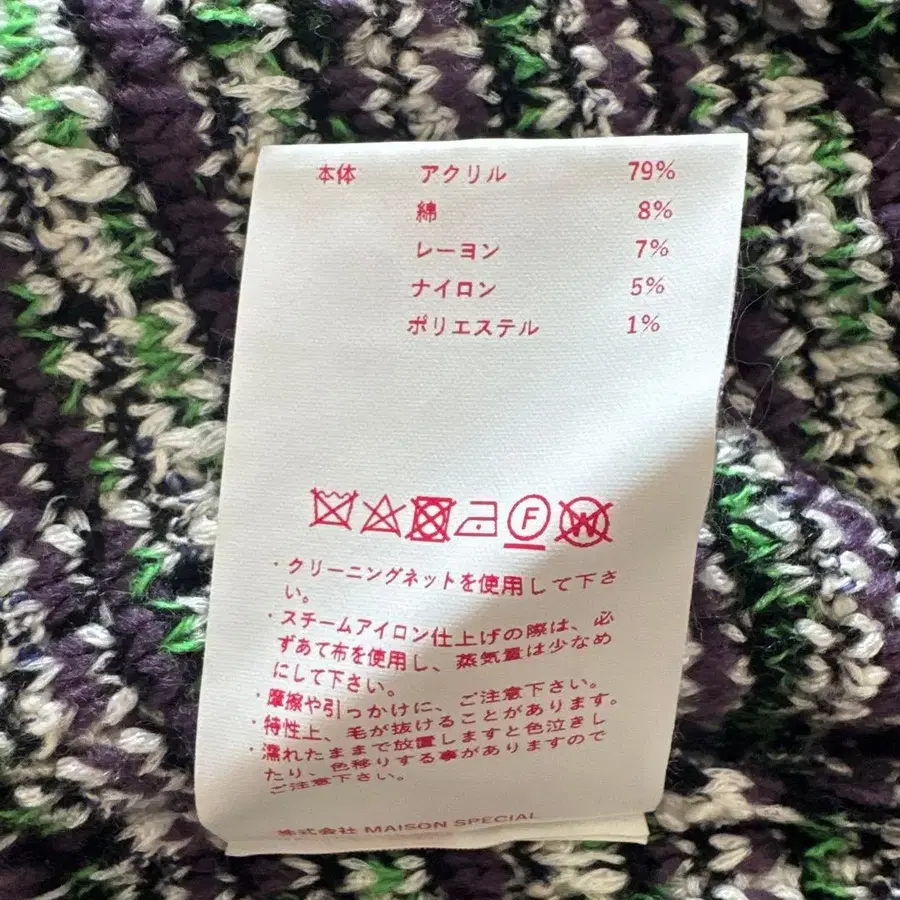 本体 アクリル 79%
綿 8%
レーヨン 7%
ナイロン 5%
ポリエステル 1%
F W
・クリーニングネットを使用して下さ
い。
・スチームアイロン仕上げの際は、必
ずあて布を使用し、蒸気量は少なめ
にして下さい。
・摩擦や引っかけに、ご注意下さい。
・特性上、毛が抜けることがあります。
・濡れたままで放置しますと色泣きし
たり、色移りする事がありますので
ご注意下さい。
株式会社 MAISON SPECIAL